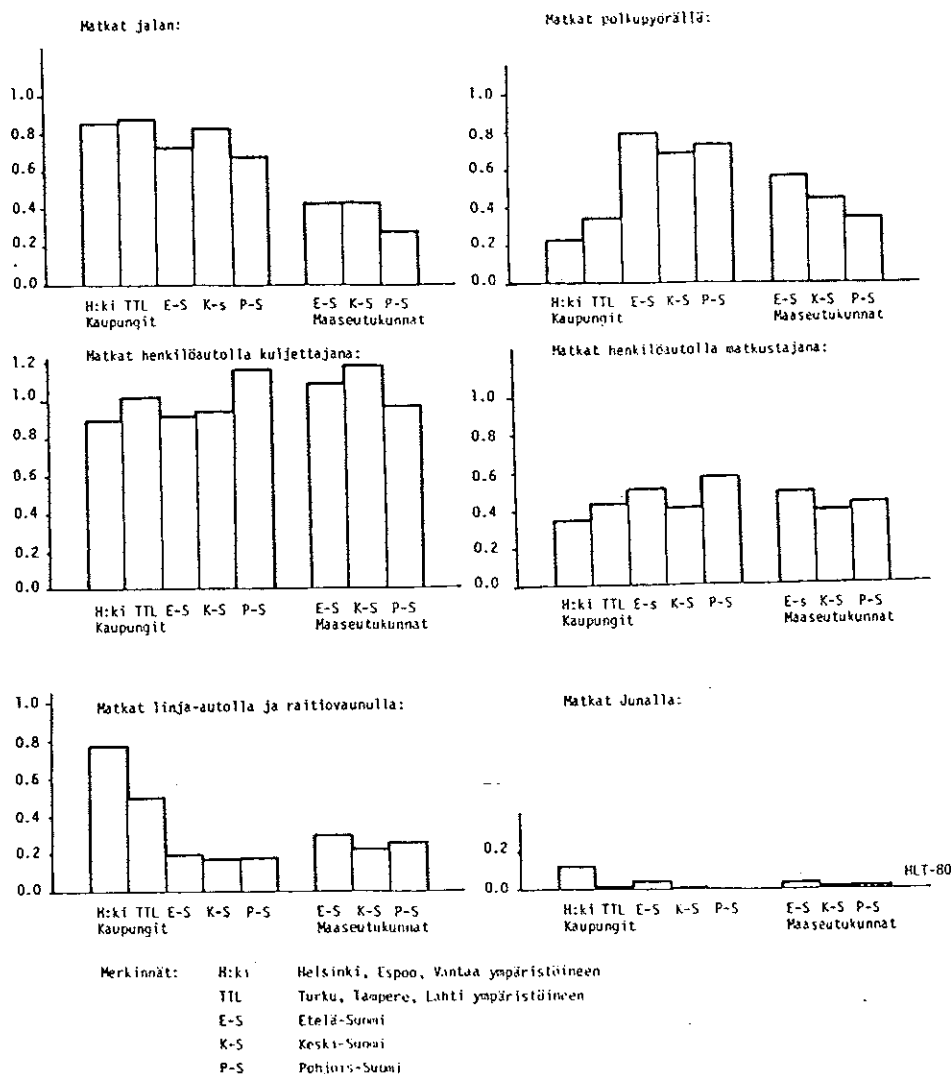 Matkat jalan:
1.0
0.8
0.6
0.4
0.2
0.0
H:ki TTL E-S K-s P-S E-S K-S P-S
Kaupungit Maaseutukunnat
Matkat polkupyörällä:
1.0
0.8
0.6
0.4
0.2
0.0
H:ki TTL E-S K-S P-S E-S K-S P-S
Kaupungit Maaseutukunnat
Matkat henkilöautolla kuljettajana:
1.2
1.0
0.8
0.6
0.4
0.2
0.0
H:ki TTL E-S K-S P-S E-S K-S P-S
Kaupungit Maaseutukunnat
Matkat henkilöautolla matkustajana:
1.0
0.8
0.6
0.4
0.2
0.0
H:ki TTL E-s K-S P-S E-s K-S P-S
Kaupungit Maaseutukunnat
Matkat linja-autolla ja raitiovaunulla:
1.0
0.8
0.6
0.4
0.2
0.0
H:ki TTL E-S K-S P-S E-S K-S P-S
Kaupungit Maaseutukunnat
Matkat Junalla:
0.2
0.0
HLT-80
H:ki TTL E-S K-S P-S E-S K-S P-S
Kaupungit Maaseutukunnat
Merkinnät: H:ki Helsinki, Espoo, Vantaa ympäristöineen
TTL Turku, Tampere, Lahti ympäristöineen
E-S Etelä-Suomi
K-S Keski-Suomi
P-S Pohjois-Suomi